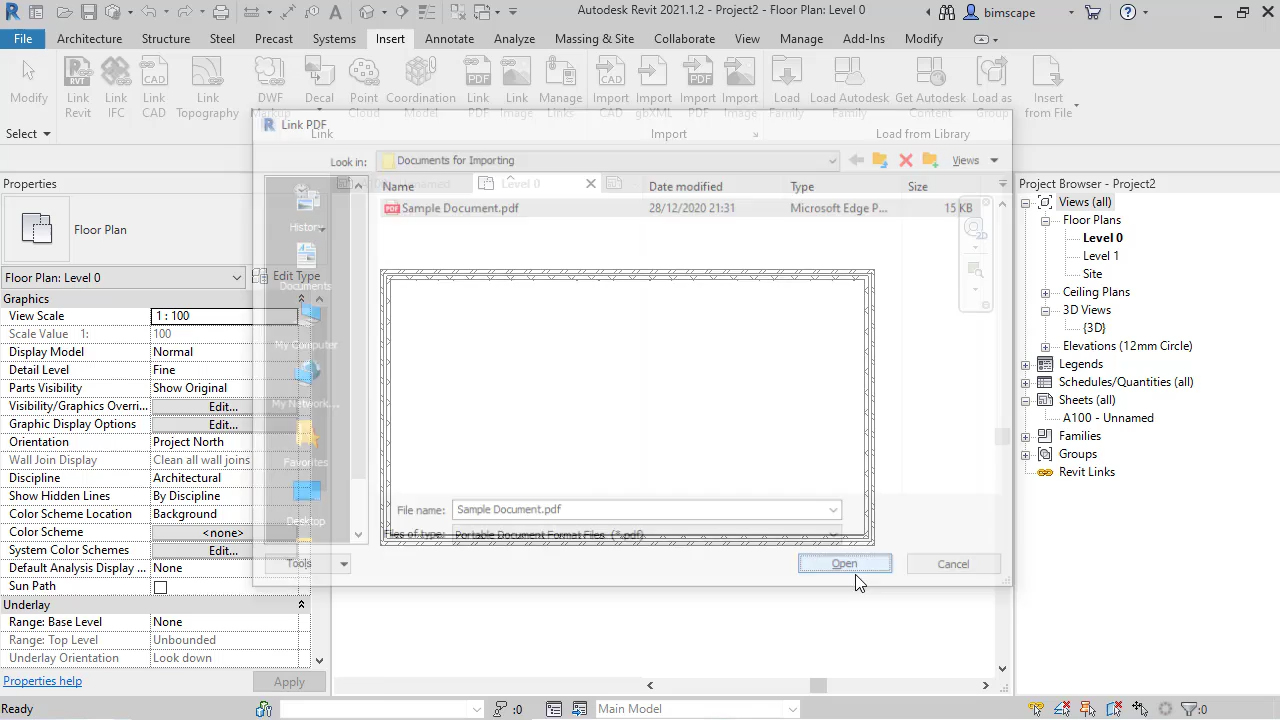 Autodesk Revit 2021.1.2 - Project2 - Floor Plan: Level 0
bimscape
File
Architecture
Structure
Steel
Precast
Systems
Insert
Annotate
Analyze
Massing & Site
Collaborate
View
Manage
Add-Ins
Modify
Modify
Link
Revit
Link
IFC
Link
CAD
Link
Topography
DWF
Markup
Decal
Point
Cloud
Coordination
Model
Link
PDF
Link
Image
Manage
Links
Import
CAD
Import
gbXML
Import
PDF
Import
Image
Load
Family
Load Autodesk
Family
Get Autodesk
Content
Load as
Group
Insert
from File
Select
Link
Import
Load from Library
Link PDF
Look in:
Documents for Importing
Views
Name
Date modified
Type
Size
Sample Document.pdf
28/12/2020 21:31
Microsoft Edge P...
15 KB
Level 0
2D
History
Documents
My Computer
My Network...
Favorites
Desktop
File name:
Sample Document.pdf
Files of type:
Portable Document Format Files (*.pdf)
Tools
Open
Cancel
Properties
Floor Plan
Floor Plan: Level 0
Edit Type
Graphics
View Scale
1 : 100
Scale Value 1:
100
Display Model
Normal
Detail Level
Fine
Parts Visibility
Show Original
Visibility/Graphics Overri...
Edit...
Graphic Display Options
Edit...
Orientation
Project North
Wall Join Display
Clean all wall joins
Discipline
Architectural
Show Hidden Lines
By Discipline
Color Scheme Location
Background
Color Scheme
<none>
System Color Schemes
Edit...
Default Analysis Display ...
None
Sun Path
Underlay
Range: Base Level
None
Range: Top Level
Unbounded
Underlay Orientation
Look down
Properties help
Apply
Project Browser - Project2
Views (all)
Floor Plans
Level 0
Level 1
Site
Ceiling Plans
3D Views
{3D}
Elevations (12mm Circle)
Legends
Schedules/Quantities (all)
Sheets (all)
A100 - Unnamed
Families
Groups
Revit Links
Ready
:0
Main Model
:0